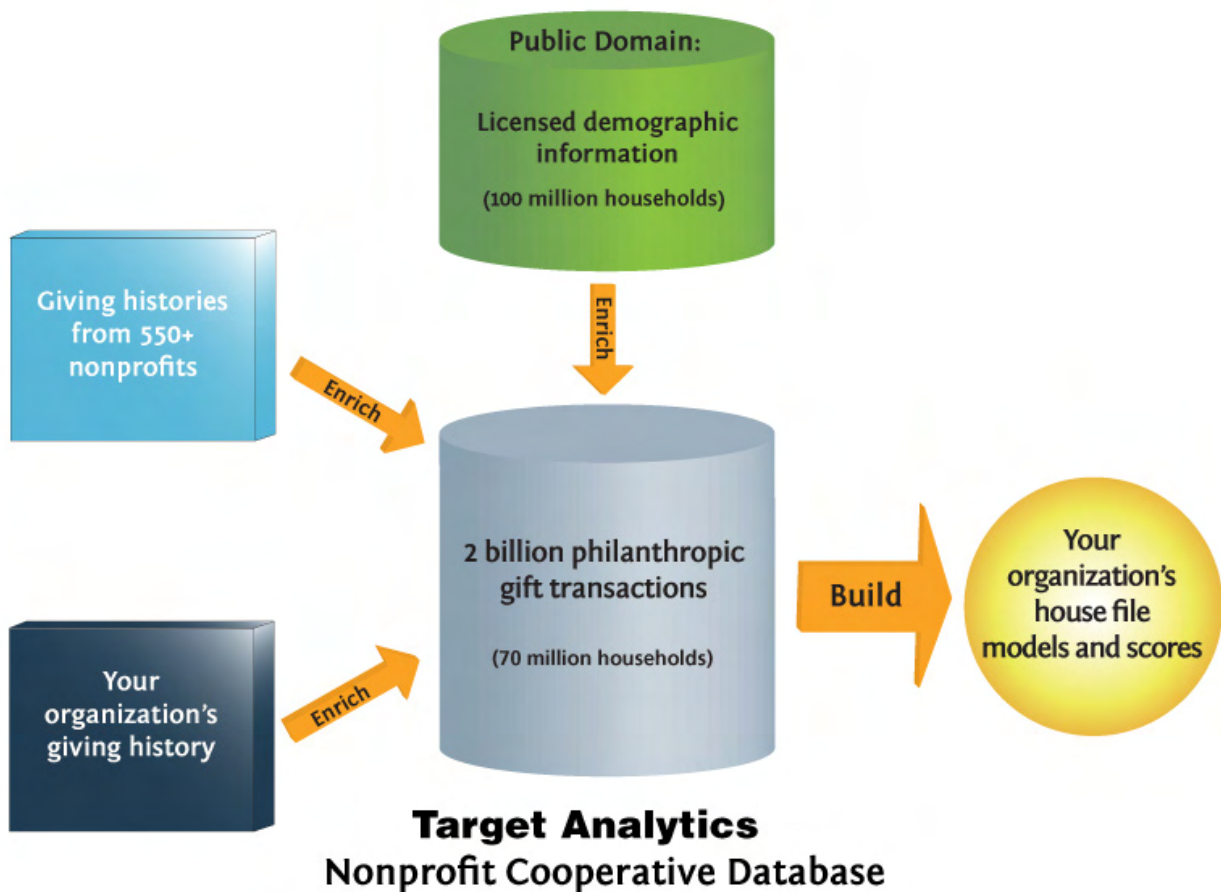 Public Domain:
Licensed demographic
information
(100 million households)
Enrich
Giving histories
from 550+
nonprofits
Enrich
2 billion philanthropic
gift transactions
(70 million households)
Build
Your
organization's
house file
models and scores
Your
organization's
giving history
Enrich
Target Analytics
Nonprofit Cooperative Database